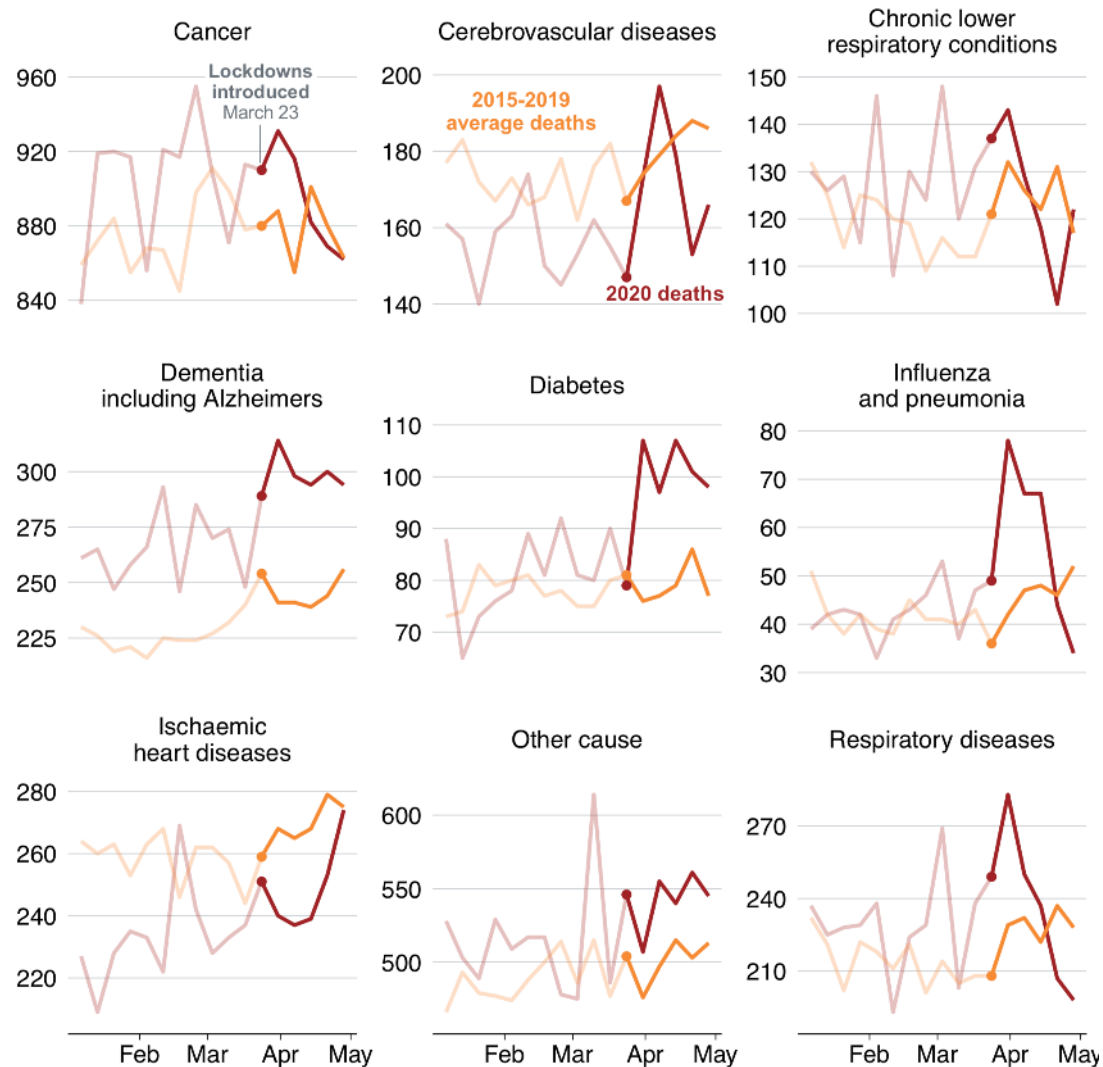 Cancer
960
920
880
840
Lockdowns
introduced
March 23
Cerebrovascular diseases
200
180
160
140
2015-2019
average deaths
2020 deaths
Chronic lower
respiratory conditions
150
140
130
120
110
100
Dementia
including Alzheimers
300
275
250
225
Diabetes
110
100
90
80
70
Influenza
and pneumonia
80
70
60
50
40
30
Ischaemic
heart diseases
280
260
240
220
Feb Mar Apr May
Other cause
600
550
500
Feb Mar Apr May
Respiratory diseases
270
240
210
Feb Mar Apr May